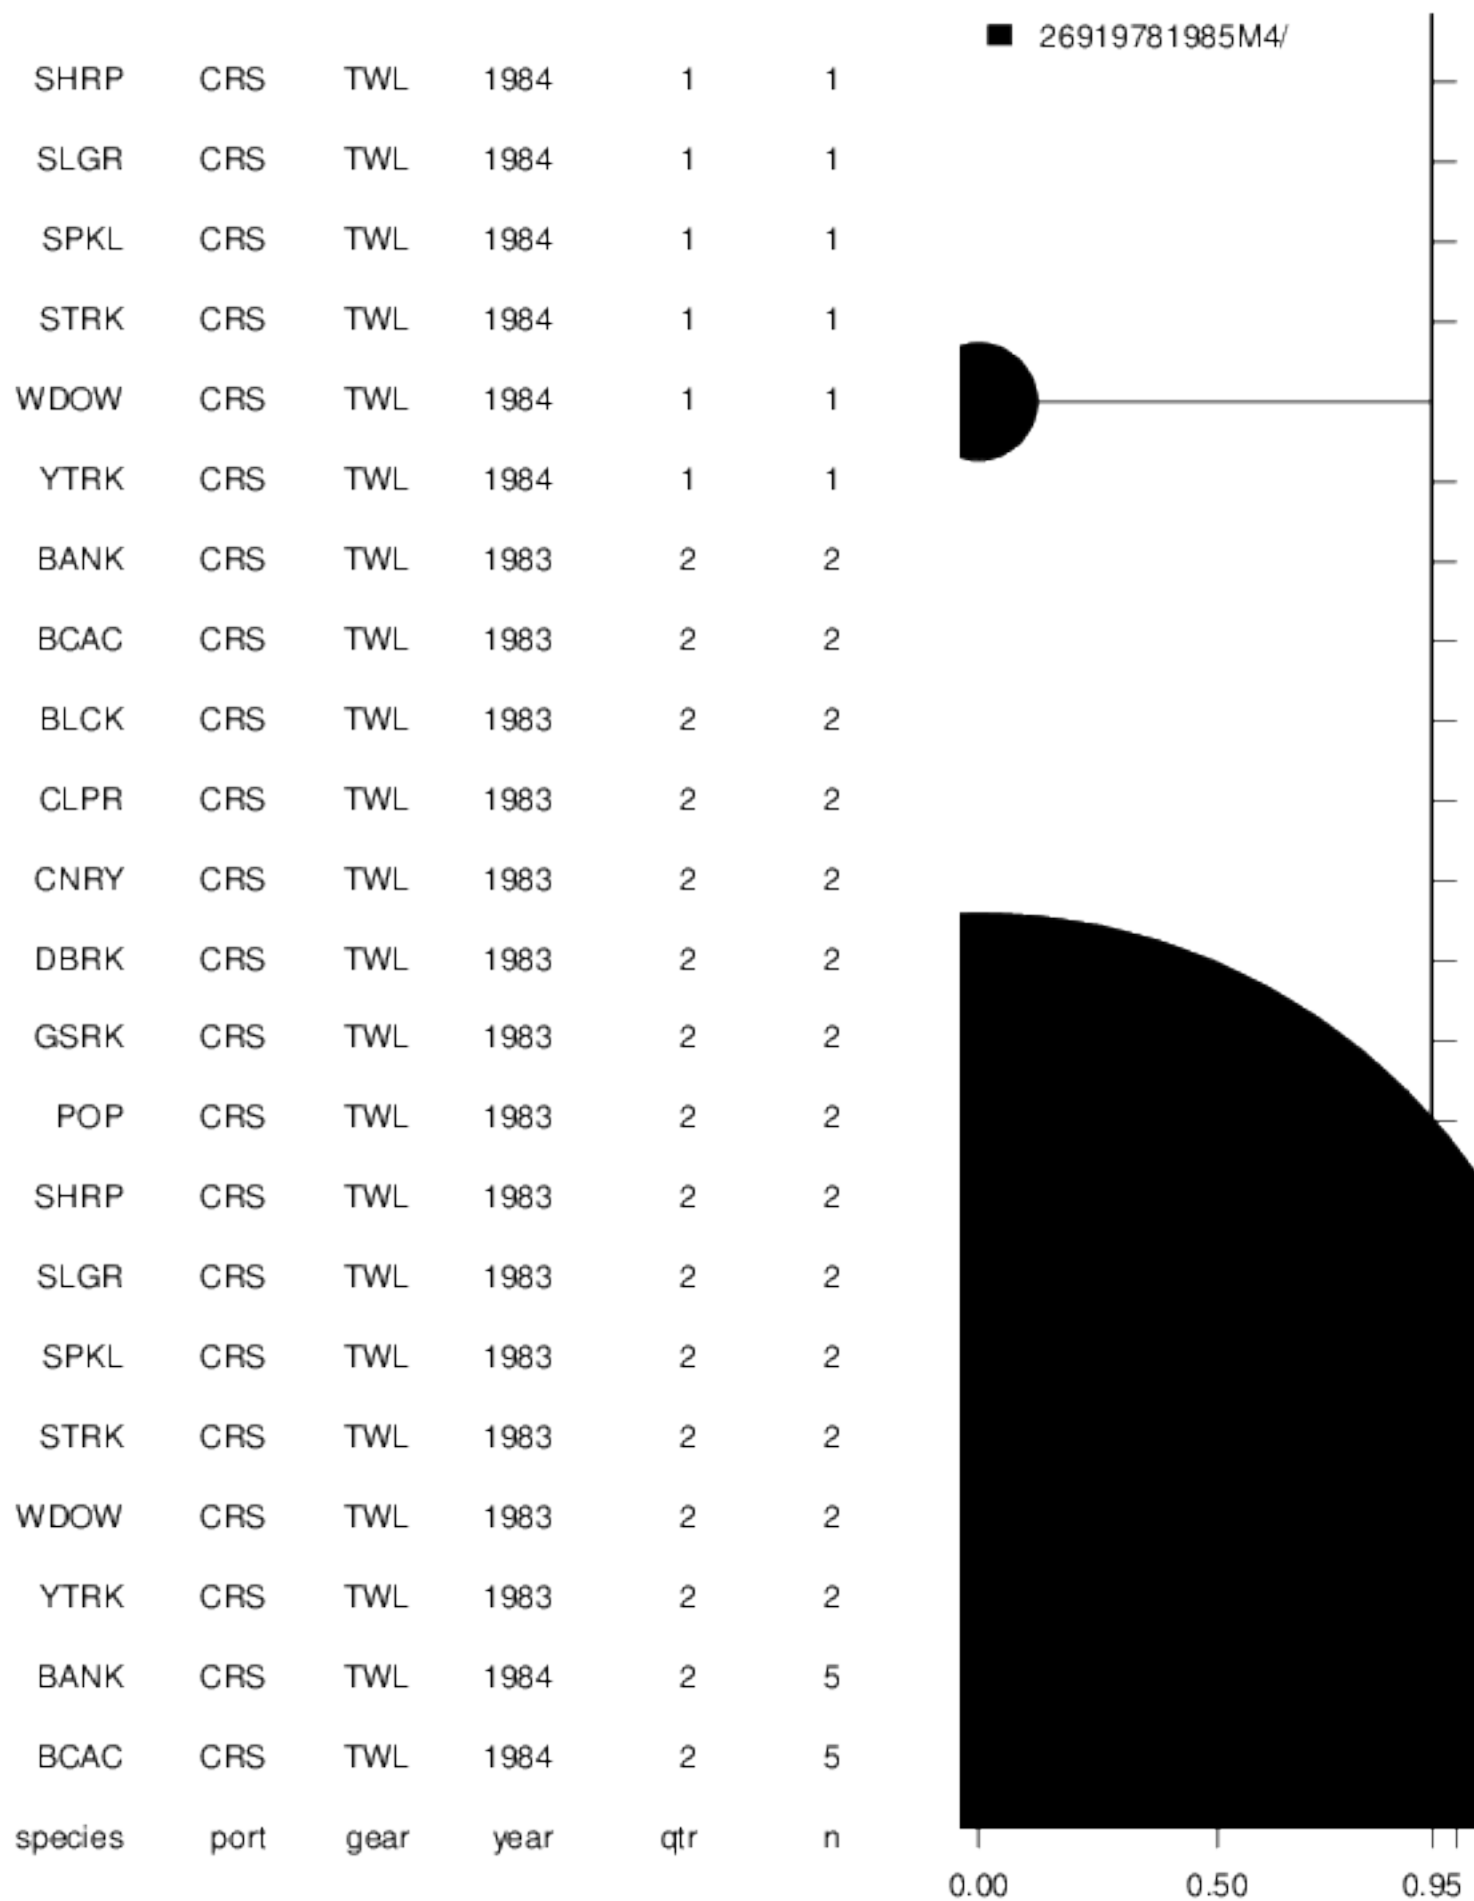 26919781985M4/
SHRP CRS TWL 1984 1 1
SLGR CRS TWL 1984 1 1
SPKL CRS TWL 1984 1 1
STRK CRS TWL 1984 1 1
WDOW CRS TWL 1984 1 1
YTRK CRS TWL 1984 1 1
BANK CRS TWL 1983 2 2
BCAC CRS TWL 1983 2 2
BLCK CRS TWL 1983 2 2
CLPR CRS TWL 1983 2 2
CNRY CRS TWL 1983 2 2
DBRK CRS TWL 1983 2 2
GSRK CRS TWL 1983 2 2
POP CRS TWL 1983 2 2
SHRP CRS TWL 1983 2 2
SLGR CRS TWL 1983 2 2
SPKL CRS TWL 1983 2 2
STRK CRS TWL 1983 2 2
WDOW CRS TWL 1983 2 2
YTRK CRS TWL 1983 2 2
BANK CRS TWL 1984 2 5
BCAC CRS TWL 1984 2 5
species port gear year qtr n
0.00 0.50 0.95